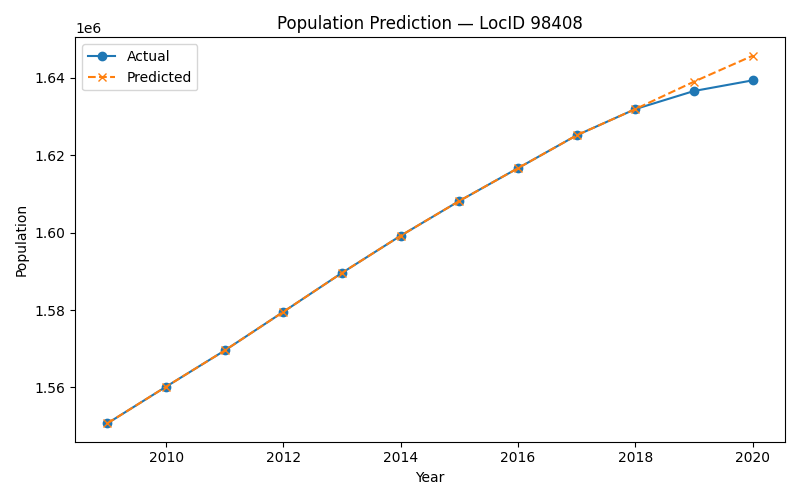 Population Prediction — LocID 98408
1e6
Actual
Predicted
1.64
1.62
1.60
1.58
1.56
Population
2010 2012 2014 2016 2018 2020
Year